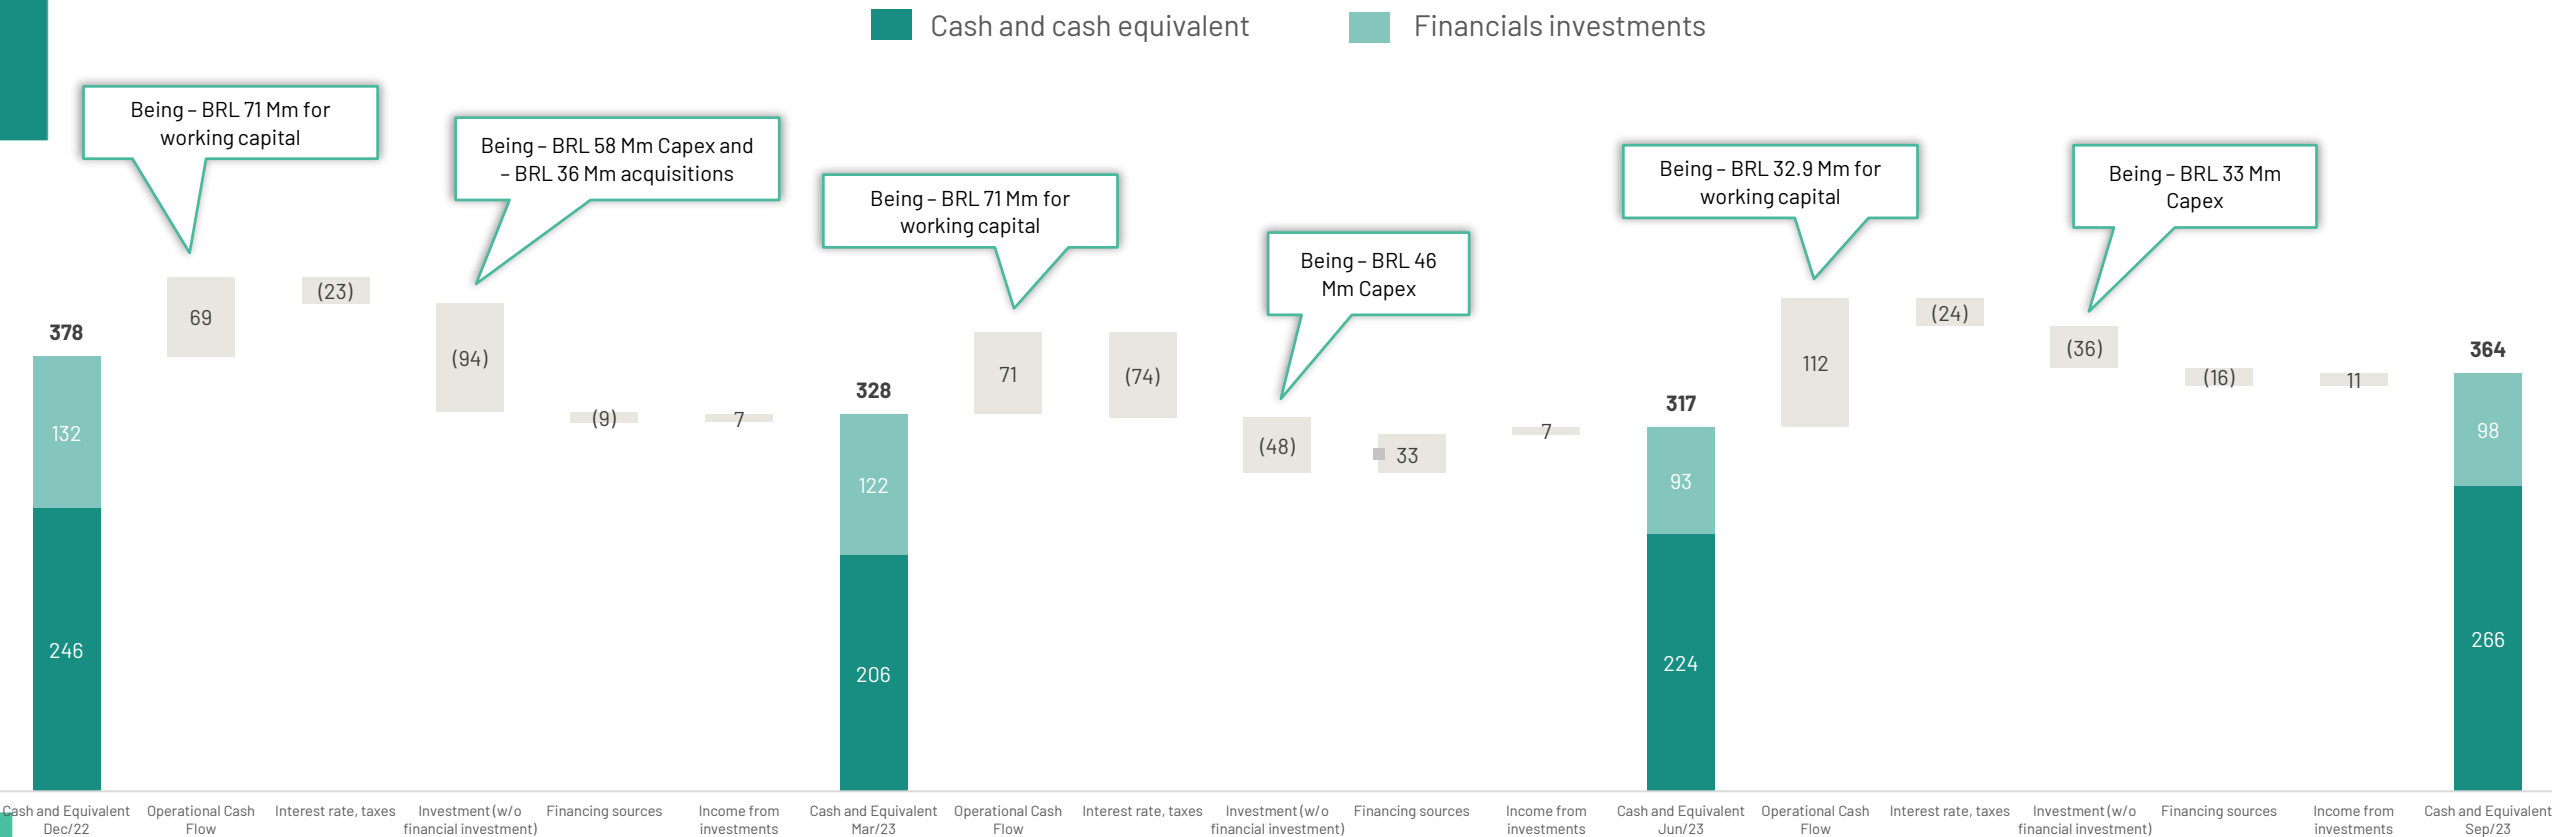 Cash and cash equivalent
Financials investments
Being – BRL 71 Mm for
working capital
Being – BRL 58 Mm Capex and
– BRL 36 Mm acquisitions
Being – BRL 71 Mm for
working capital
Being – BRL 46
Mm Capex
Being – BRL 32.9 Mm for
working capital
Being – BRL 33 Mm
Capex
378
132
246
69
(23)
(94)
(9)
7
328
122
206
71
(74)
(48)
33
7
317
93
224
112
(24)
(36)
(16)
11
364
98
266
Cash and Equivalent
Dec/22
Operational Cash
Flow
Interest rate, taxes
Investment (w/o
financial investment)
Financing sources
Income from
investments
Cash and Equivalent
Mar/23
Operational Cash
Flow
Interest rate, taxes
Investment (w/o
financial investment)
Financing sources
Income from
investments
Cash and Equivalent
Jun/23
Operational Cash
Flow
Interest rate, taxes
Investment (w/o
financial investment)
Financing sources
Income from
investments
Cash and Equivalent
Sep/23